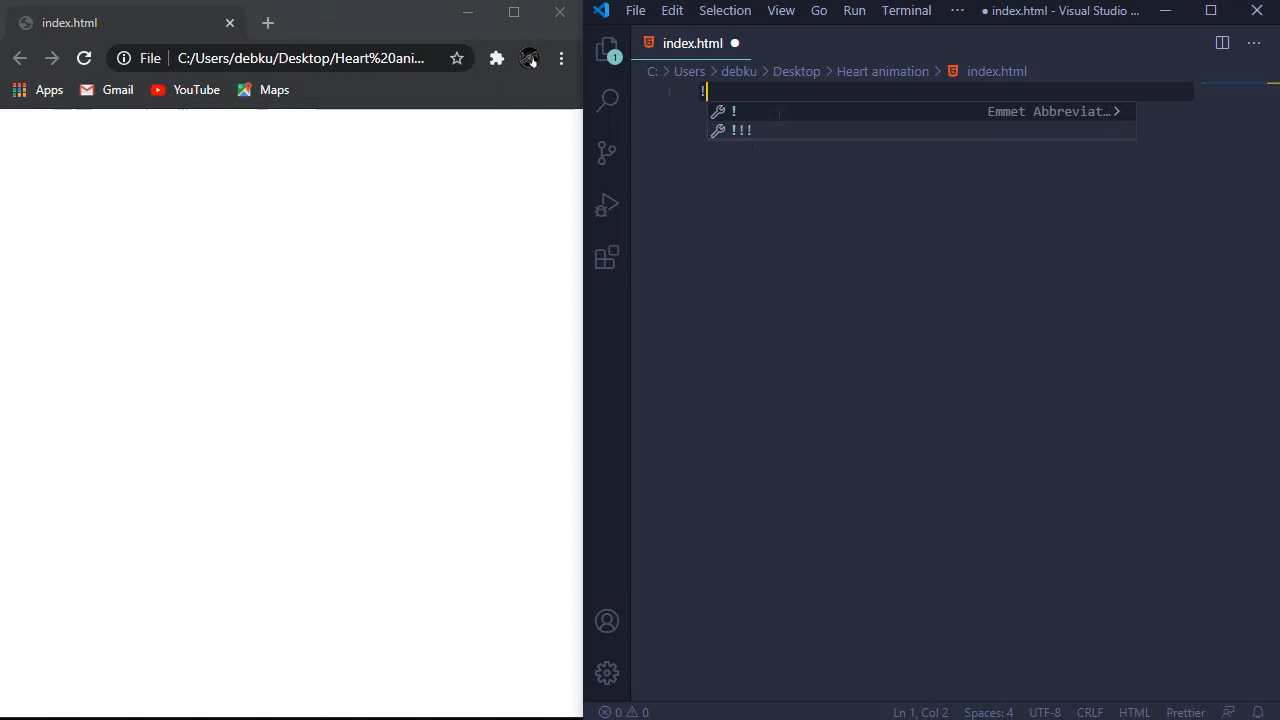 index.html
File C:/Users/debku/Desktop/Heart%20ani...
Apps Gmail YouTube Maps
File Edit Selection View Go Run Terminal ··· ● index.html - Visual Studio ...
index.html ●
C: > Users > debku > Desktop > Heart animation > index.html
1 !
! Emmet Abbreviat... >
!!!
1
0 0
Ln 1, Col 2 Spaces: 4 UTF-8 CRLF HTML Prettier